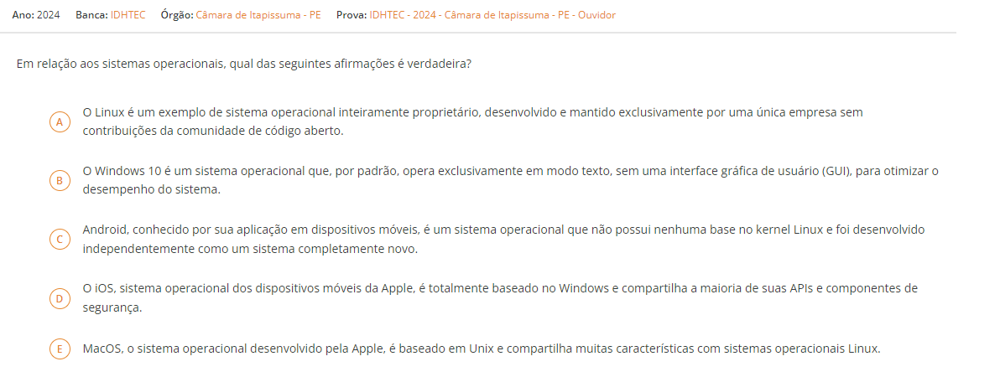 Ano: 2024 Banca: IDHTEC Órgão: Câmara de Itapissuma - PE Prova: IDHTEC - 2024 - Câmara de Itapissuma - PE - Ouvidor
Em relação aos sistemas operacionais, qual das seguintes afirmações é verdadeira?
A O Linux é um exemplo de sistema operacional inteiramente proprietário, desenvolvido e mantido exclusivamente por uma única empresa sem
contribuições da comunidade de código aberto.
B O Windows 10 é um sistema operacional que, por padrão, opera exclusivamente em modo texto, sem uma interface gráfica de usuário (GUI), para otimizar o
desempenho do sistema.
C Android, conhecido por sua aplicação em dispositivos móveis, é um sistema operacional que não possui nenhuma base no kernel Linux e foi desenvolvido
independentemente como um sistema completamente novo.
D O iOS, sistema operacional dos dispositivos móveis da Apple, é totalmente baseado no Windows e compartilha a maioria de suas APIs e componentes de
segurança.
E MacOS, o sistema operacional desenvolvido pela Apple, é baseado em Unix e compartilha muitas características com sistemas operacionais Linux.